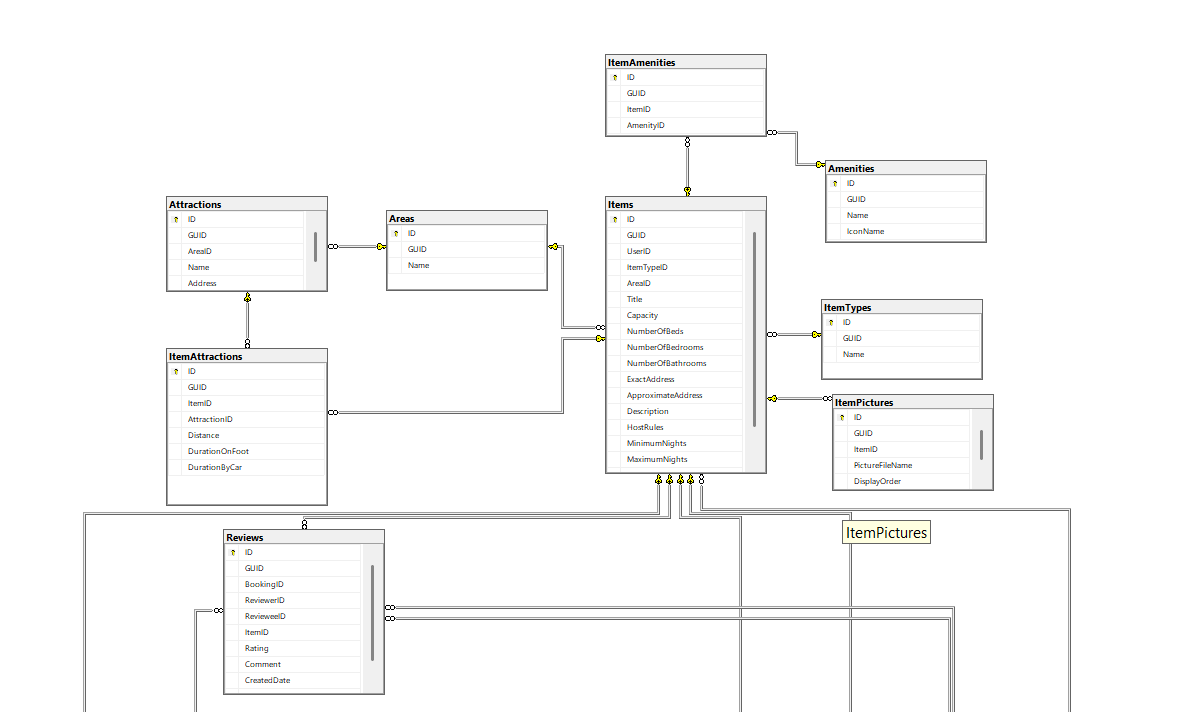 ItemAmenities
ID
GUID
ItemID
AmenityID
Amenities
ID
GUID
Name
IconName
Attractions
ID
GUID
AreaID
Name
Address
Areas
ID
GUID
Name
Items
ID
GUID
UserID
ItemTypeID
AreaID
Title
Capacity
NumberOfBeds
NumberOfBedrooms
NumberOfBathrooms
ExactAddress
ApproximateAddress
Description
HostRules
MinimumNights
MaximumNights
ItemTypes
ID
GUID
Name
ItemAttractions
ID
GUID
ItemID
AttractionID
Distance
DurationOnFoot
DurationByCar
ItemPictures
ID
GUID
ItemID
PictureFileName
DisplayOrder
ItemPictures
Reviews
ID
GUID
BookingID
ReviewerID
RevieweeID
ItemID
Rating
Comment
CreatedDate